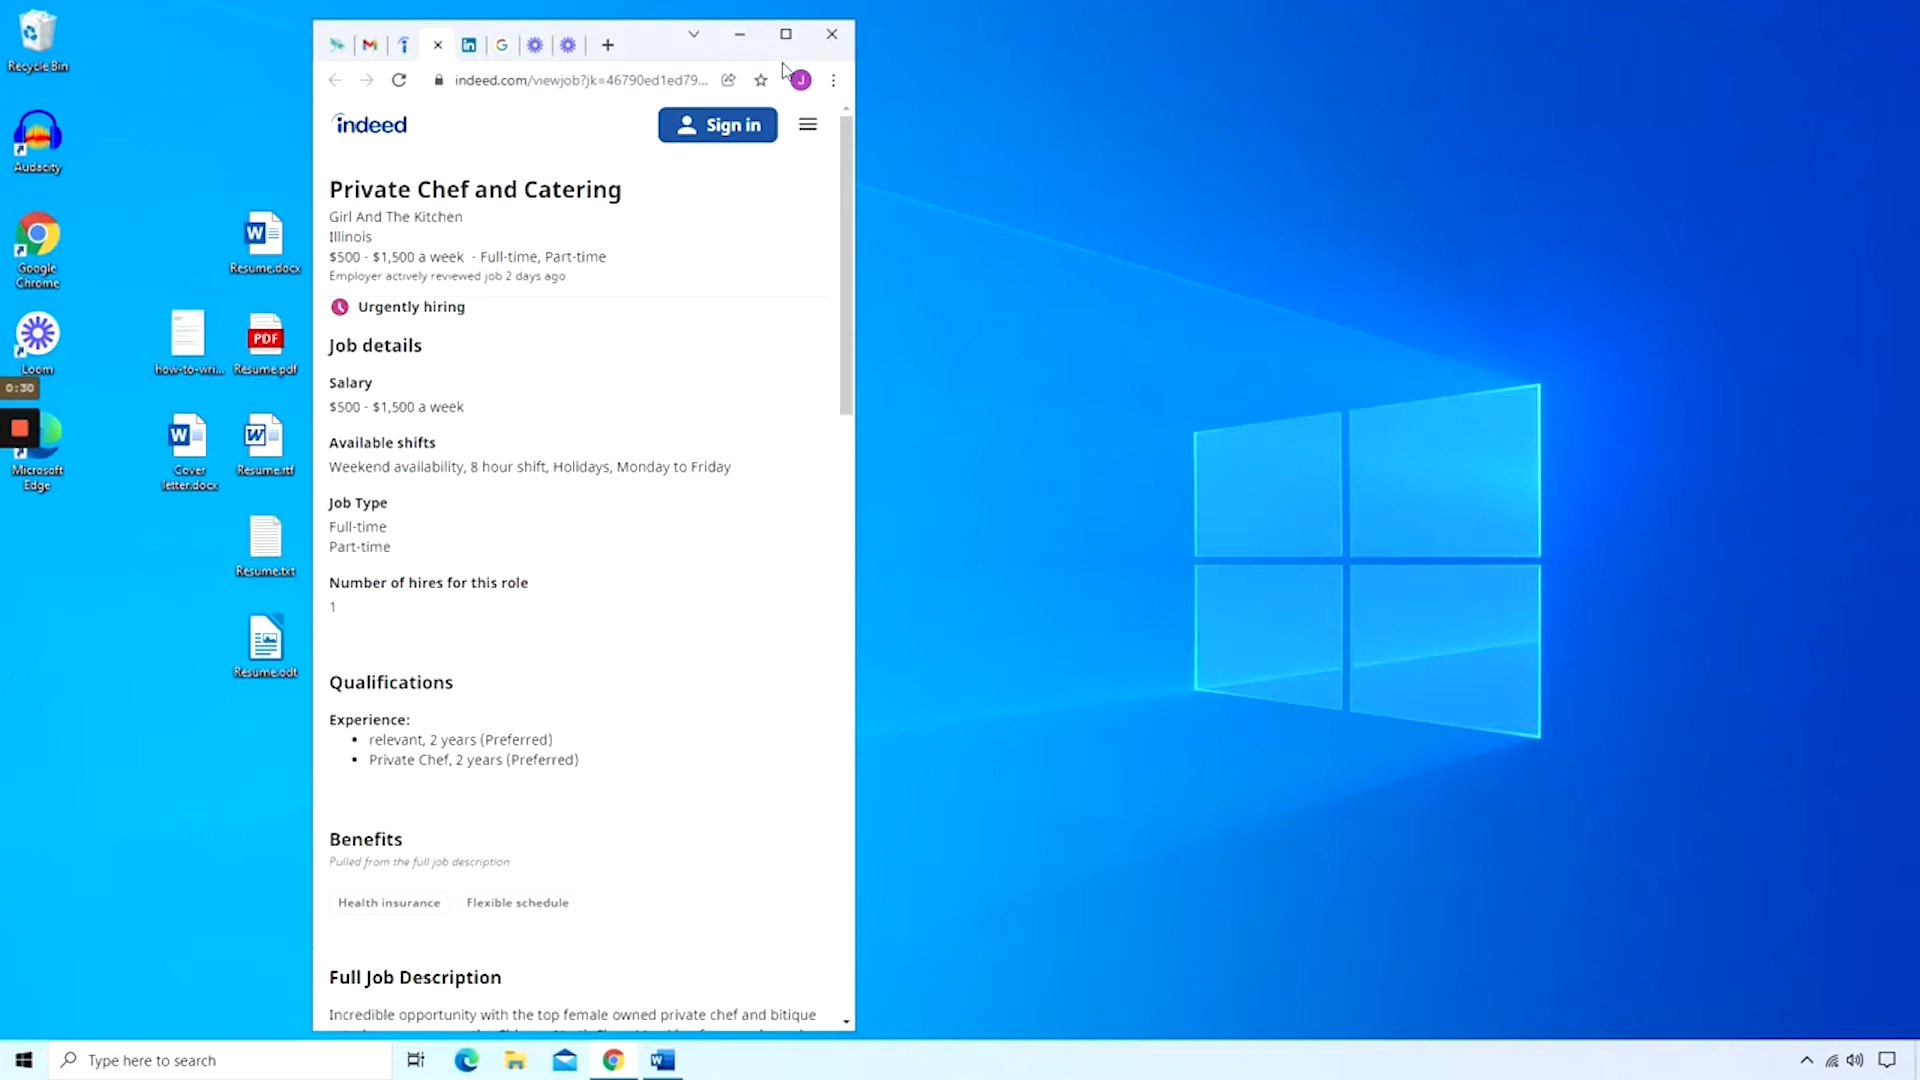 Recycle Bin
Audacity
Google
Chrome
Loom
0:30
Microsoft
Edge
Resume.docx
how-to-wri...
PDF
Resume.pdf
Cover
letter.docx
Resume.rtf
Resume.txt
Resume.odt
indeed.com/viewjob?jk=46790ed1ed79...
J
indeed
Sign in
Private Chef and Catering
Girl And The Kitchen
Illinois
$500 - $1,500 a week - Full-time, Part-time
Employer actively reviewed job 2 days ago
Urgently hiring
Job details
Salary
$500 - $1,500 a week
Available shifts
Weekend availability, 8 hour shift, Holidays, Monday to Friday
Job Type
Full-time
Part-time
Number of hires for this role
1
Qualifications
Experience:
• relevant, 2 years (Preferred)
• Private Chef, 2 years (Preferred)
Benefits
Pulled from the full job description
Health insurance Flexible schedule
Full Job Description
Incredible opportunity with the top female owned private chef and bitique
Type here to search